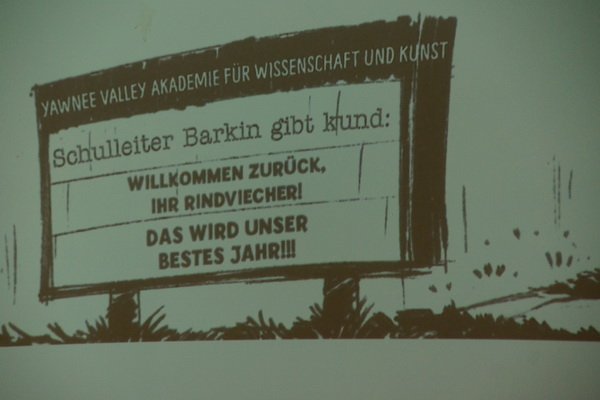 YAWNEE VALLEY AKADEMIE FÜR WISSENSCHAFT UND KUNST
Schulleiter Barkin gibt kund:
WILLKOMMEN ZURÜCK,
IHR RINDVIECHER!
DAS WIRD UNSER
BESTES JAHR!!!